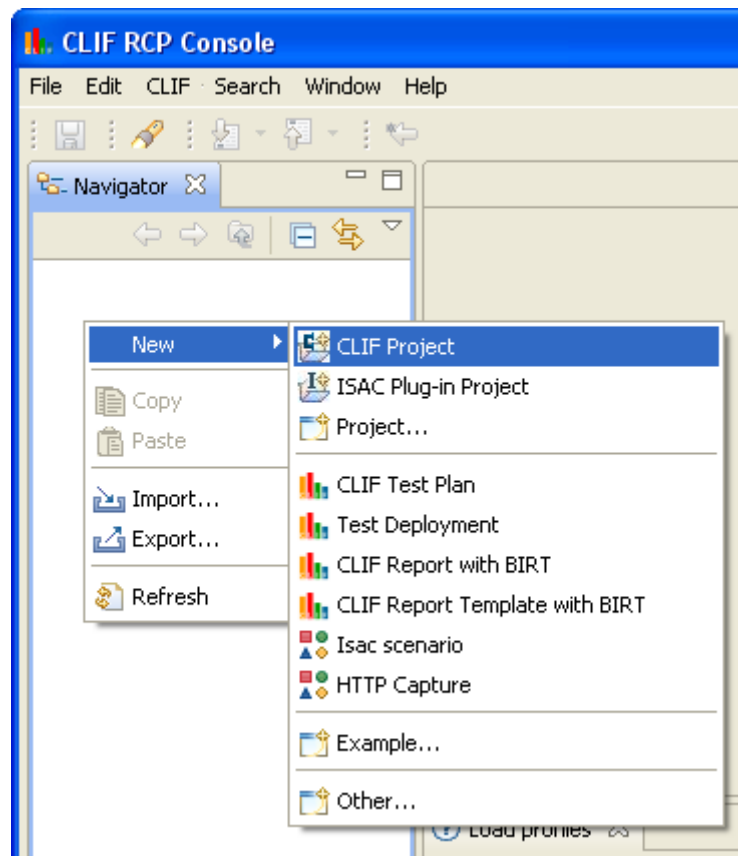 CLIF RCP Console
File Edit CLIF Search Window Help
Navigator
New
Copy
Paste
Import...
Export...
Refresh
CLIF Project
ISAC Plug-in Project
Project...
CLIF Test Plan
Test Deployment
CLIF Report with BIRT
CLIF Report Template with BIRT
Isac scenario
HTTP Capture
Example...
Other...
Load profiles